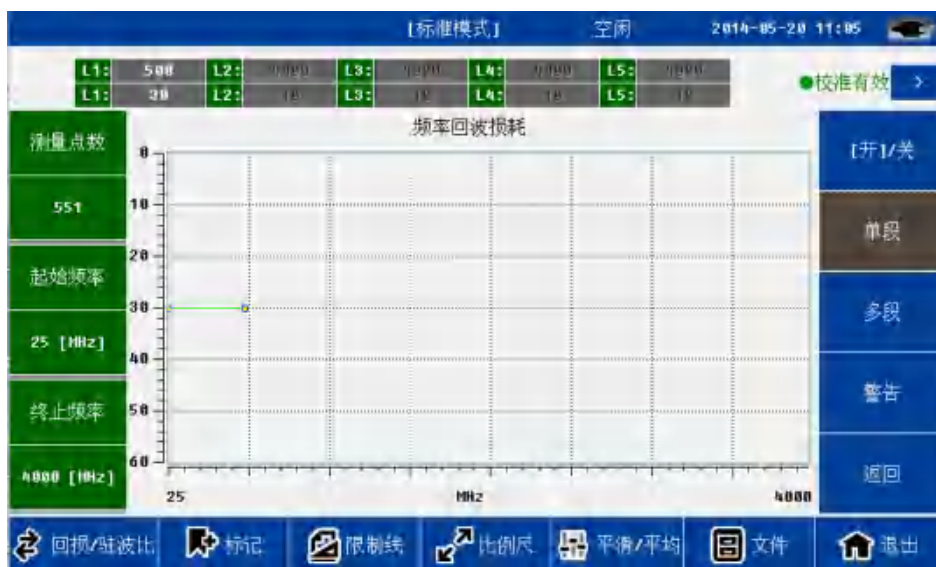 [标准模式] 空闲 2014-05-20 11:05
L1: 500 L2: L3: L4: L5:
L1: 20 L2: L3: L4: L5:
●校准有效 >
测量点数
551
起始频率
25 [MHz]
终止频率
4000 [MHz]
频率回波损耗
0
10
20
30
40
50
60
25 MHz 4000
[开]/关
单段
多段
警告
返回
回损/驻波比 标记 限制线 比例尺 平滑/平均 文件 退出